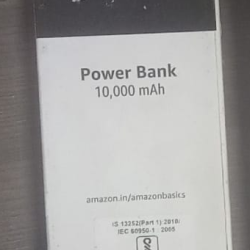 Power Bank
10,000 mAh
amazon.in/amazonbasics
IS 13252(Part 1):2010/
IEC 60950-1 : 2005